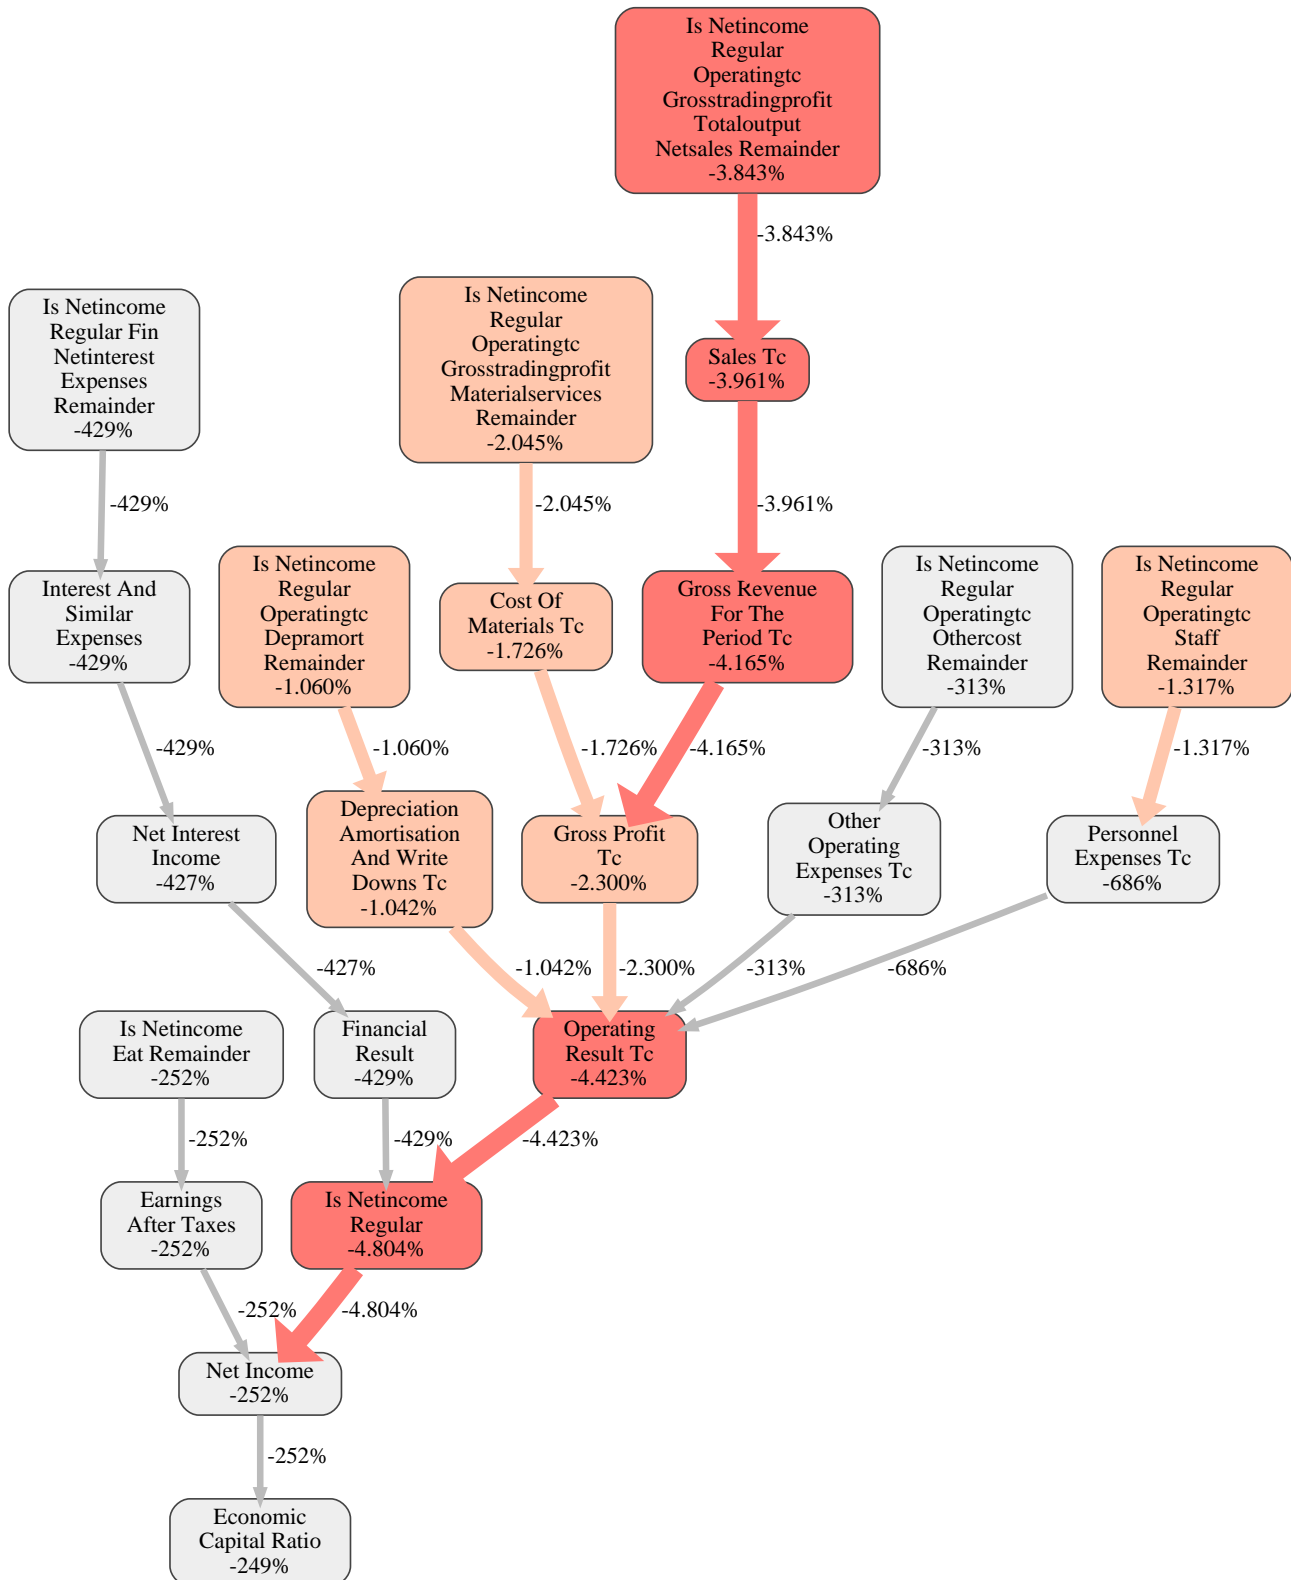 Is Netincome
Regular
Operatingtc
Grosstradingprofit
Totaloutput
Netsales Remainder
-3.843%
-3.843%
Is Netincome
Regular Fin
Netinterest
Expenses
Remainder
-429%
Is Netincome
Regular
Operatingtc
Grosstradingprofit
Materialservices
Remainder
-2.045%
Sales Tc
-3.961%
-429%
-2.045%
-3.961%
Interest And
Similar
Expenses
-429%
Is Netincome
Regular
Operatingtc
Depramort
Remainder
-1.060%
Cost Of
Materials Tc
-1.726%
Gross Revenue
For The
Period Tc
-4.165%
Is Netincome
Regular
Operatingtc
Othercost
Remainder
-313%
Is Netincome
Regular
Operatingtc
Staff
Remainder
-1.317%
-429%
-1.060%
-1.726%
-4.165%
-313%
-1.317%
Net Interest
Income
-427%
Depreciation
Amortisation
And Write
Downs Tc
-1.042%
Gross Profit
Tc
-2.300%
Other
Operating
Expenses Tc
-313%
Personnel
Expenses Tc
-686%
-427%
-1.042%
-2.300%
-313%
-686%
Is Netincome
Eat Remainder
-252%
Financial
Result
-429%
Operating
Result Tc
-4.423%
-252%
-429%
-4.423%
Earnings
After Taxes
-252%
Is Netincome
Regular
-4.804%
-252%
-4.804%
Net Income
-252%
-252%
Economic
Capital Ratio
-249%